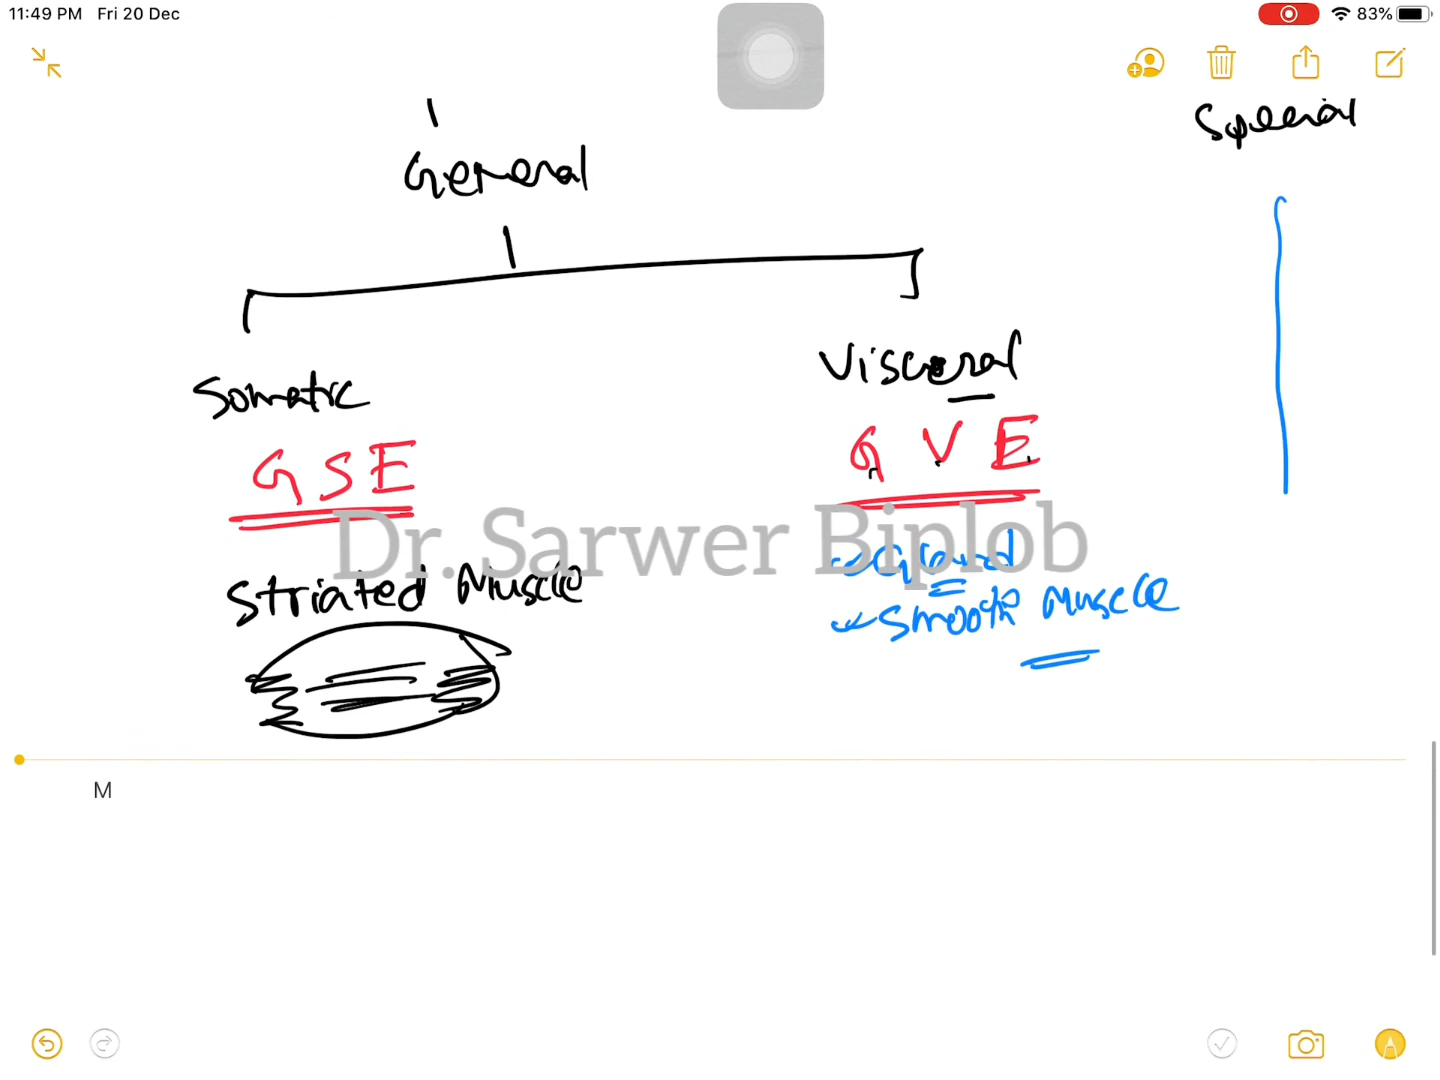 11:49 PM Fri 20 Dec
83%
Special
General
Somatic
Visceral
GSE
GVE
Dr.Sarwer Biplob
Gland
Striated Muscle
Smooth Muscle
M